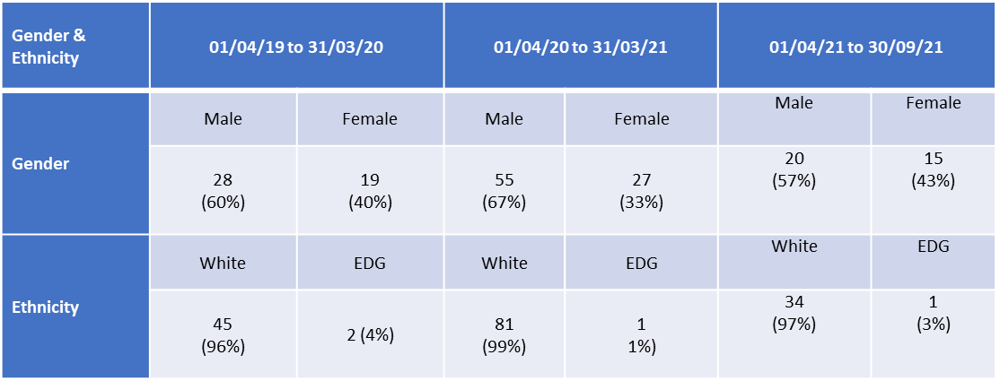 Gender &
Ethnicity
01/04/19 to 31/03/20
01/04/20 to 31/03/21
01/04/21 to 30/09/21
Gender
Male
Female
Male
Female
Male
Female
28
(60%)
19
(40%)
55
(67%)
27
(33%)
20
(57%)
15
(43%)
Ethnicity
White
EDG
White
EDG
White
EDG
45
(96%)
2 (4%)
81
(99%)
1
1%)
34
(97%)
1
(3%)